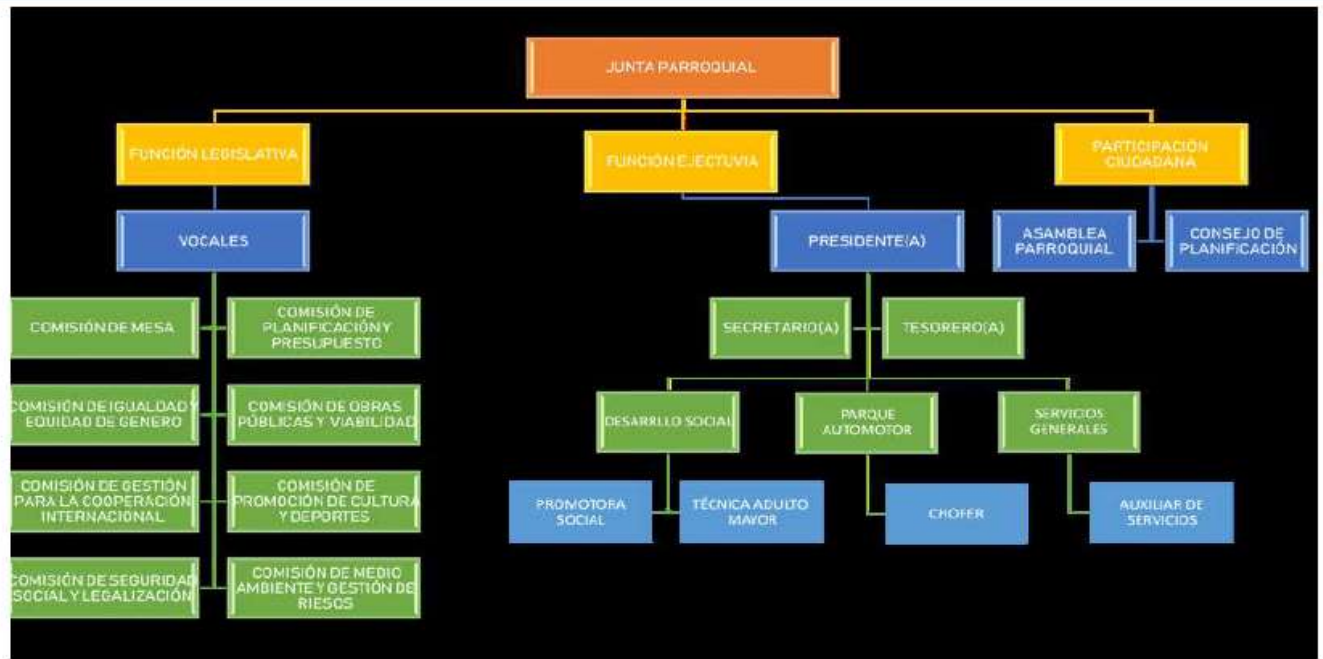 JUNTA PARROQUIAL
FUNCIÓN LEGISLATIVA
FUNCIÓN EJECTUVIA
PARTICIPACIÓN
CIUDADANA
VOCALES
PRESIDENTE(A)
ASAMBLEA
PARROQUIAL
CONSEJO DE
PLANIFICACIÓN
COMISIÓN DE MESA
COMISIÓN DE
PLANIFICACIÓN Y
PRESUPUESTO
SECRETARIO(A)
TESORERO(A)
COMISIÓN DE IGUALDAD Y
EQUIDAD DE GENERO
COMISIÓN DE OBRAS
PÚBLICAS Y VIABILIDAD
DESARRLLO SOCIAL
PARQUE
AUTOMOTOR
SERVICIOS
GENERALES
COMISIÓN DE GESTIÓN
PARA LA COOPERACIÓN
INTERNACIONAL
COMISIÓN DE
PROMOCIÓN DE CULTURA
Y DEPORTES
PROMOTORA
SOCIAL
TÉCNICA ADULTO
MAYOR
CHOFER
AUXILIAR DE
SERVICIOS
COMISIÓN DE SEGURIDAD
SOCIAL Y LEGALIZACIÓN
COMISIÓN DE MEDIO
AMBIENTE Y GESTIÓN DE
RIESOS